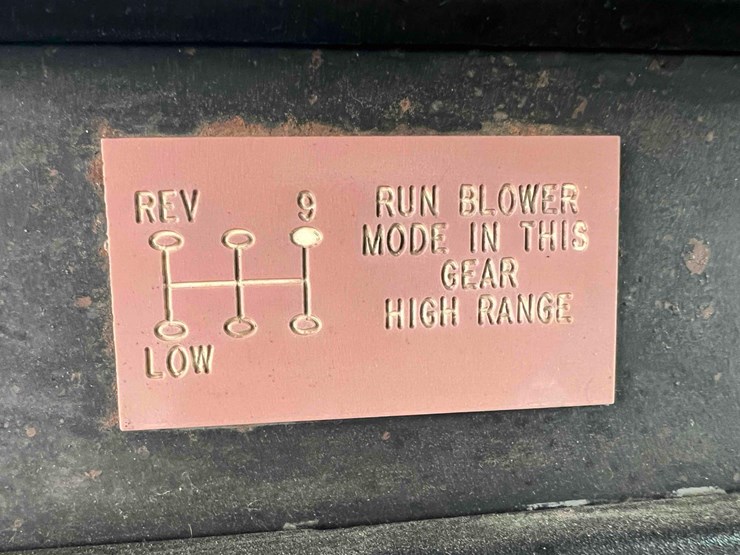 REV 9
LOW
RUN BLOWER
MODE IN THIS
GEAR
HIGH RANGE